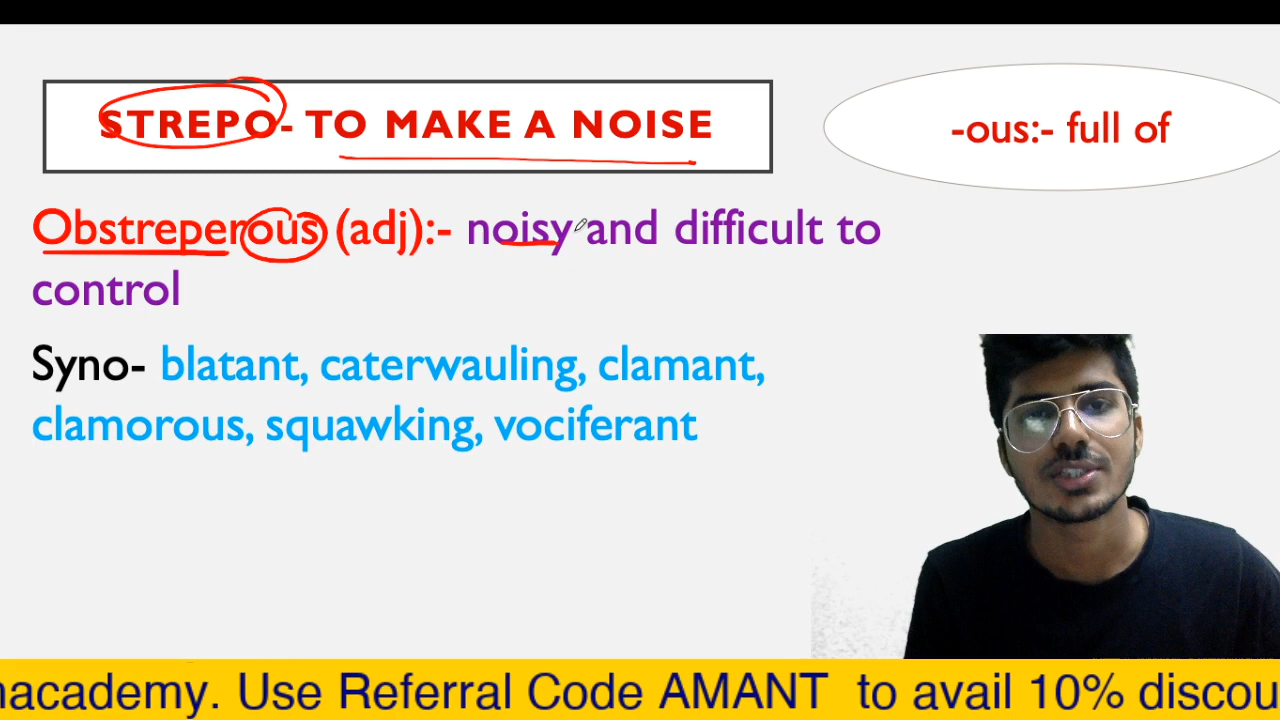 STREPO- TO MAKE A NOISE
-ous:- full of
Obstreperous (adj):- noisy and difficult to
control
Syno- blatant, caterwauling, clamant,
clamorous, squawking, vociferant
nacademy. Use Referral Code AMANT to avail 10% discou